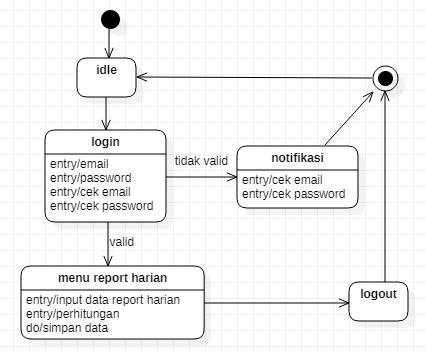 idle
login
entry/email
entry/password
entry/cek email
entry/cek password
tidak valid
notifikasi
entry/cek email
entry/cek password
valid
menu report harian
entry/input data report harian
entry/perhitungan
do/simpan data
logout